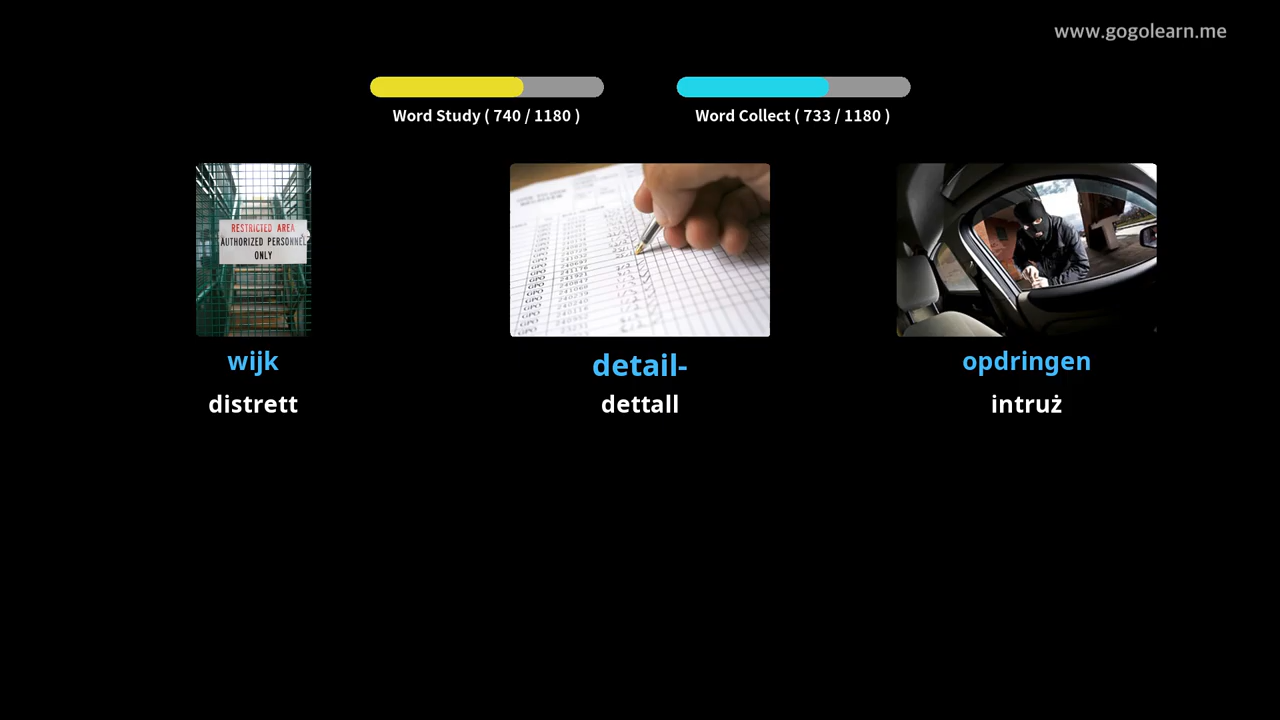 www.gogolearn.me
Word Study ( 740 / 1180 )
Word Collect ( 733 / 1180 )
RESTRICTED AREA
AUTHORIZED PERSONNEL
ONLY
wijk
distrett
detail-
dettall
opdringen
intruż